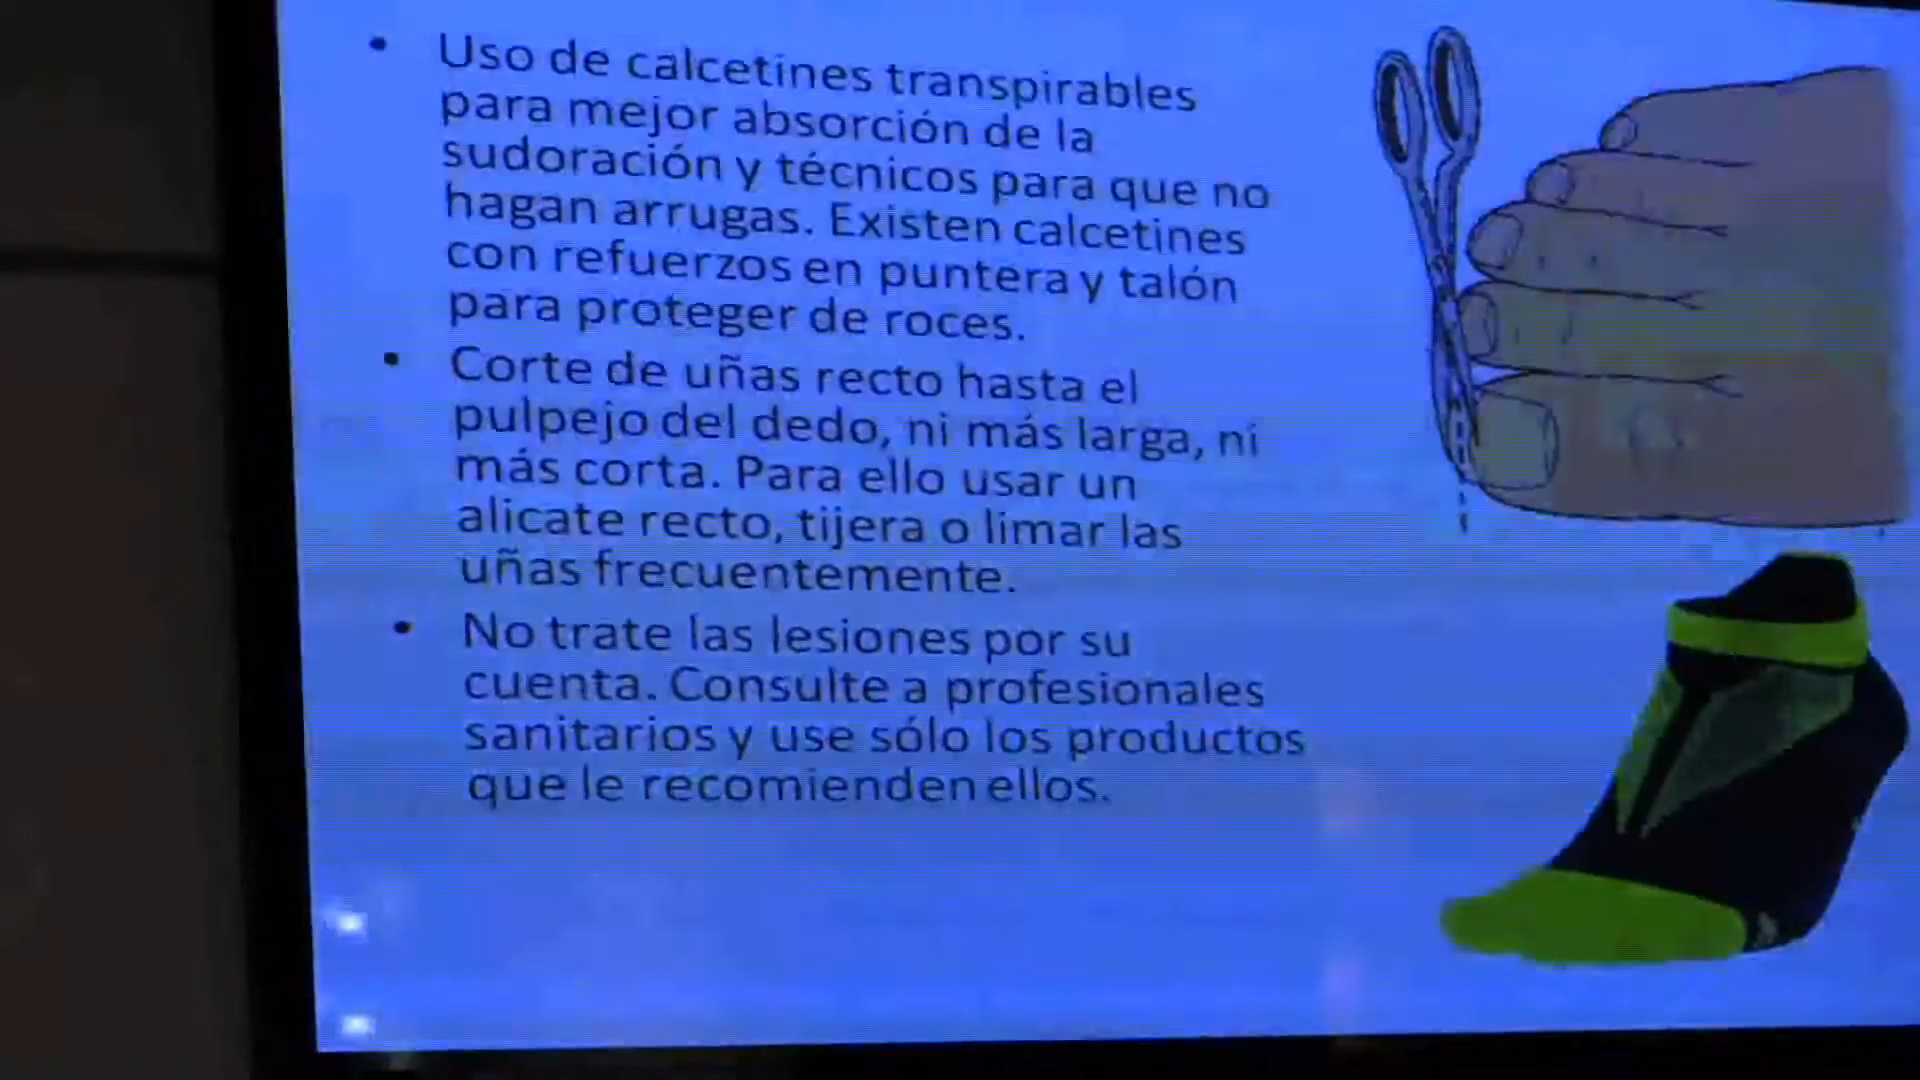 • Uso de calcetines transpirables
para mejor absorción de la
sudoración y técnicos para que no
hagan arrugas. Existen calcetines
con refuerzos en puntera y talón
para proteger de roces.
• Corte de uñas recto hasta el
pulpejo del dedo, ni más larga, ni
más corta. Para ello usar un
alicate recto, tijera o limar las
uñas frecuentemente.
• No trate las lesiones por su
cuenta. Consulte a profesionales
sanitarios y use sólo los productos
que le recomienden ellos.